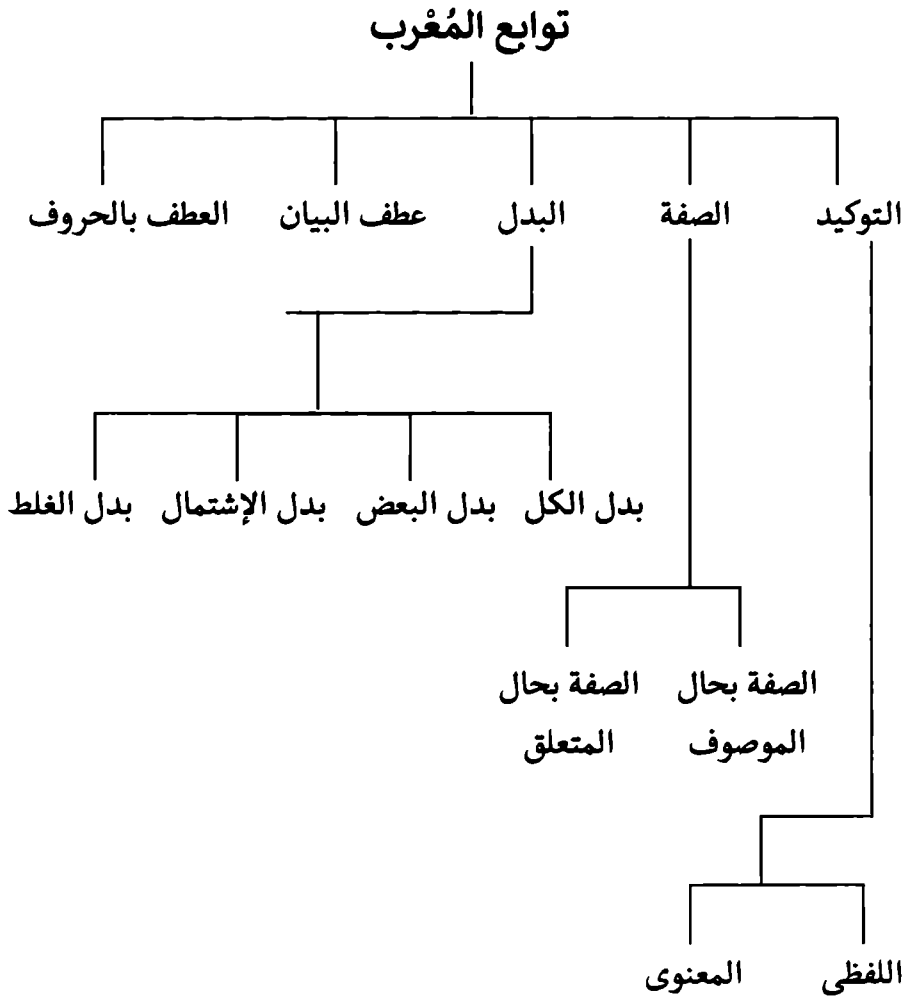 توابع المُعْرب
التوكيد الصفة البدل عطف البيان العطف بالحروف
بدل الكل بدل البعض بدل الإشتمال بدل الغلط
الصفة بحال الصفة بحال
الموصوف المتعلق
اللفظى المعنوى